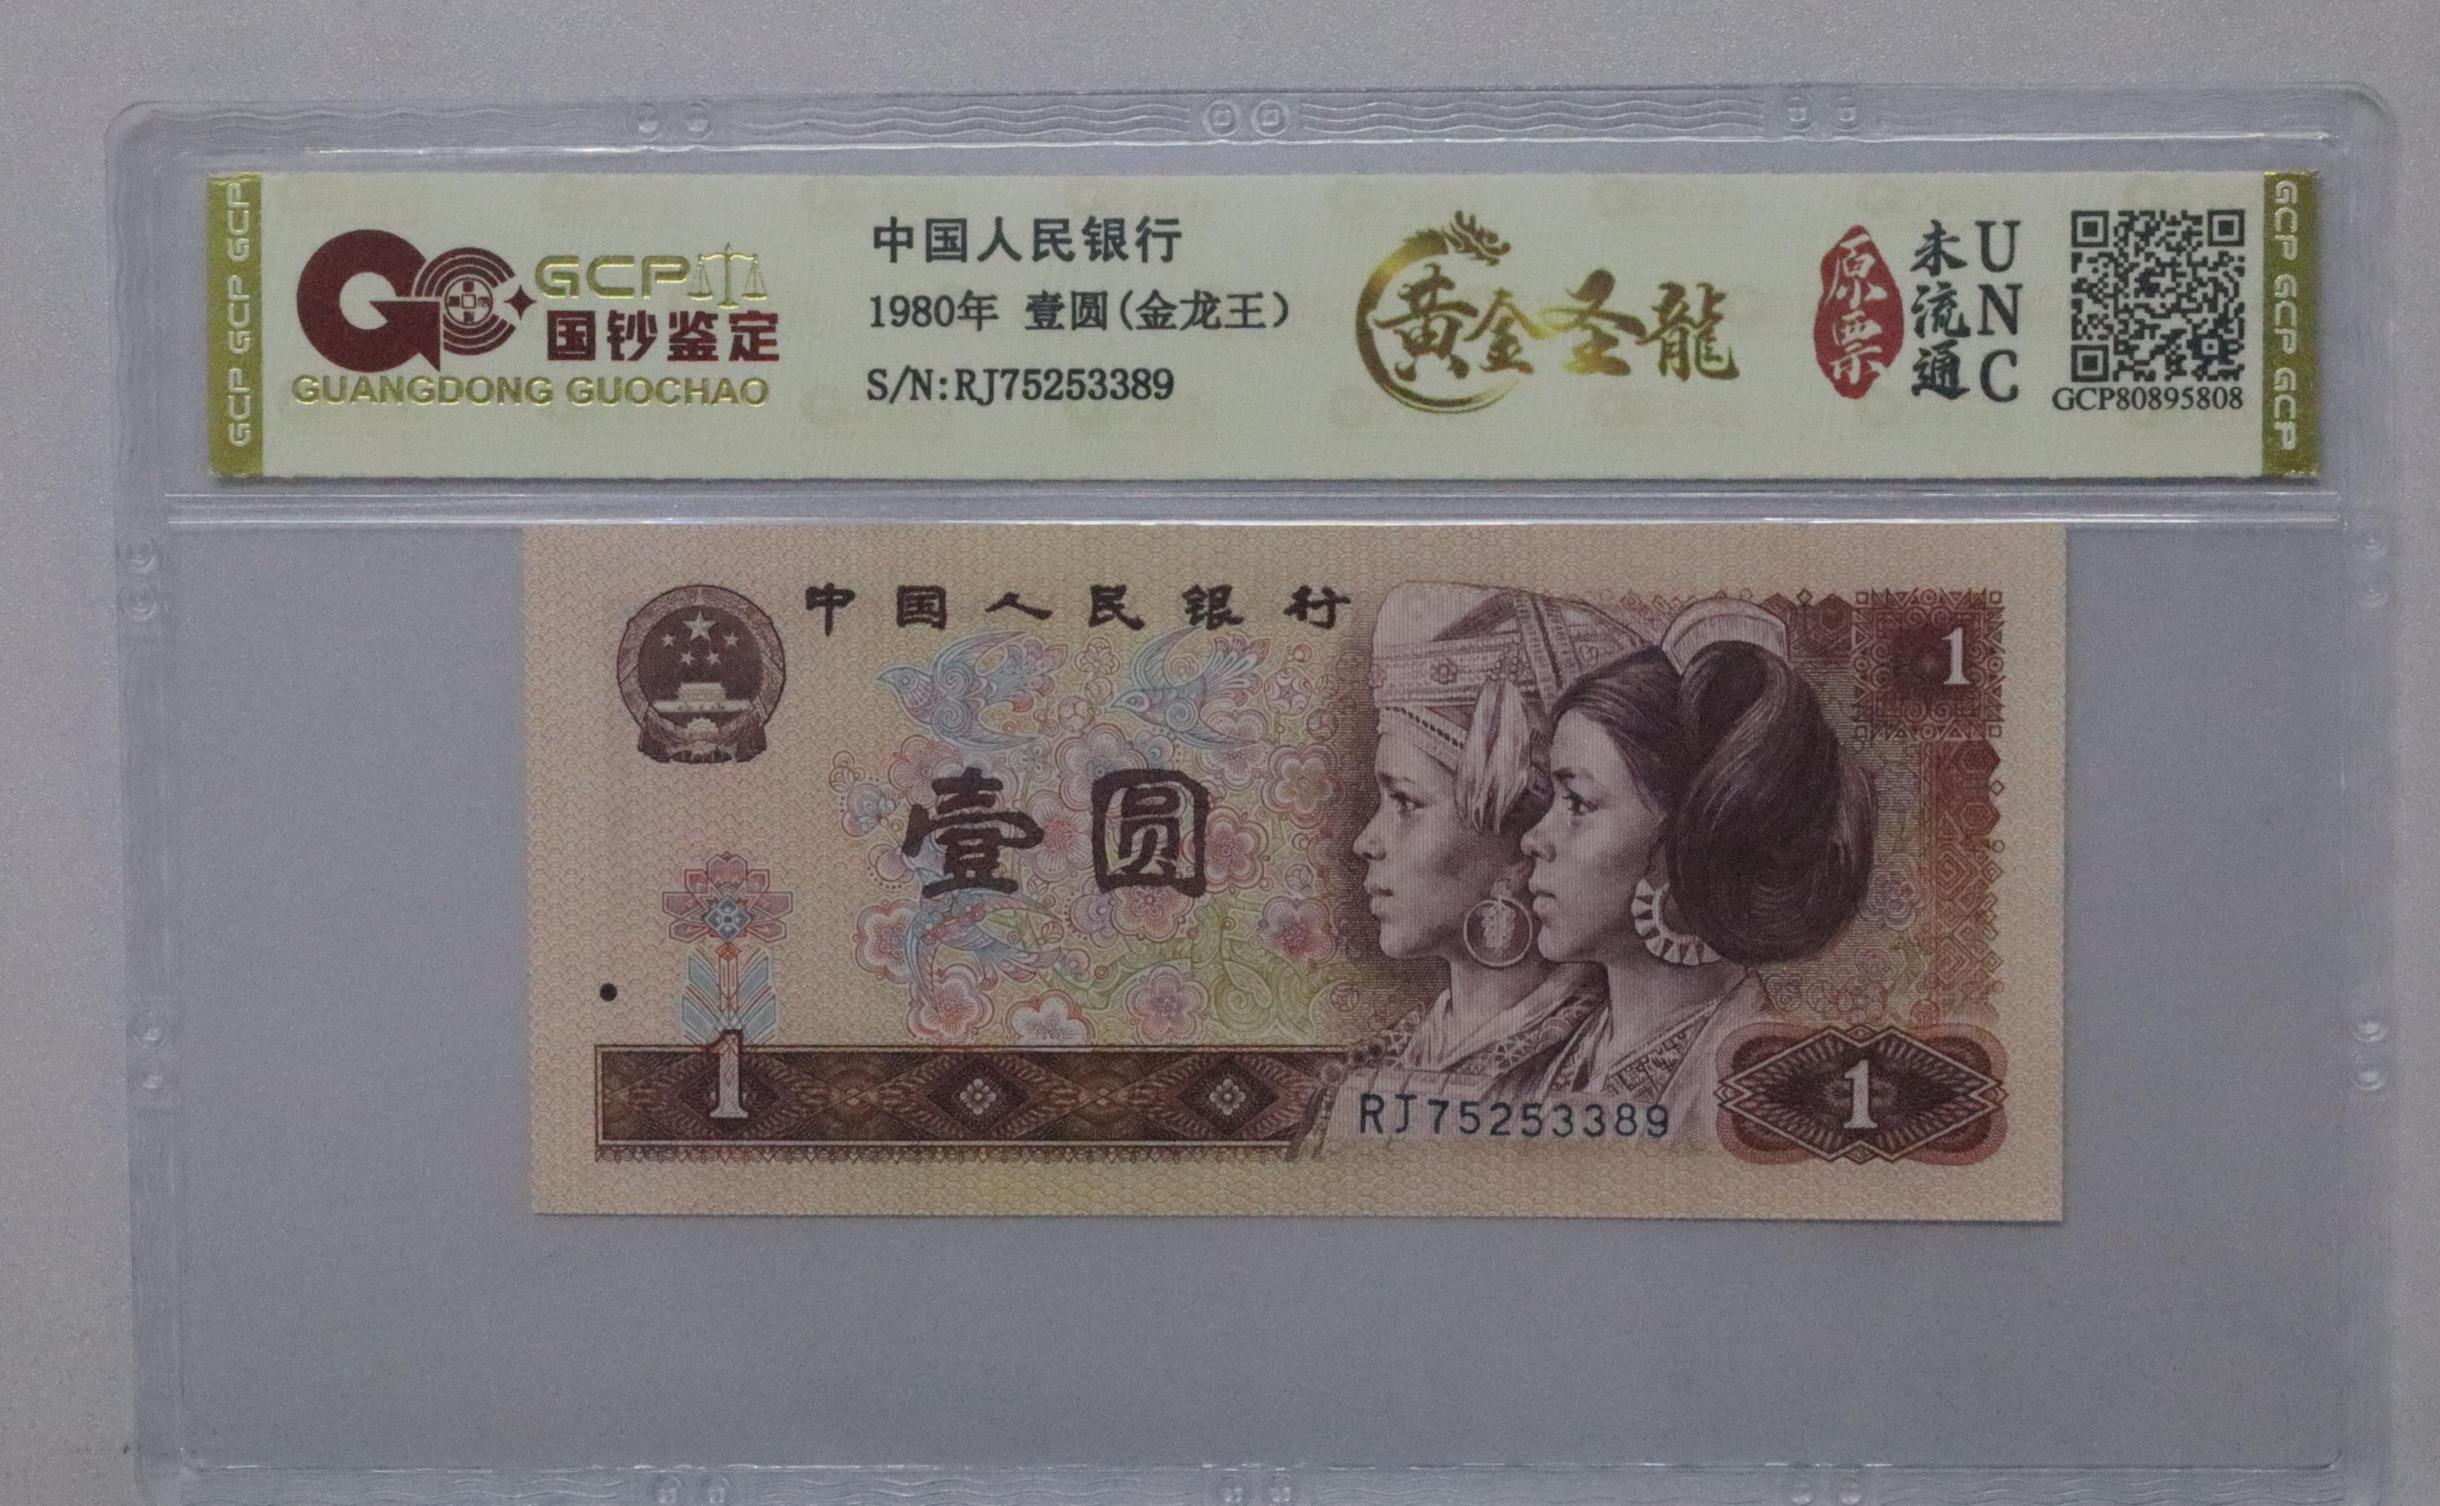 GCP GCP GCP
GCP
国钞鉴定
GUANGDONG GUOCHAO
中国人民银行
1980年 壹圆(金龙王)
S/N:RJ75253389
黄金圣龍
原票
未流通
UNC
GCP80895808
GCP GCP GCP
中国人民银行
1
壹圆
1
RJ75253389
1